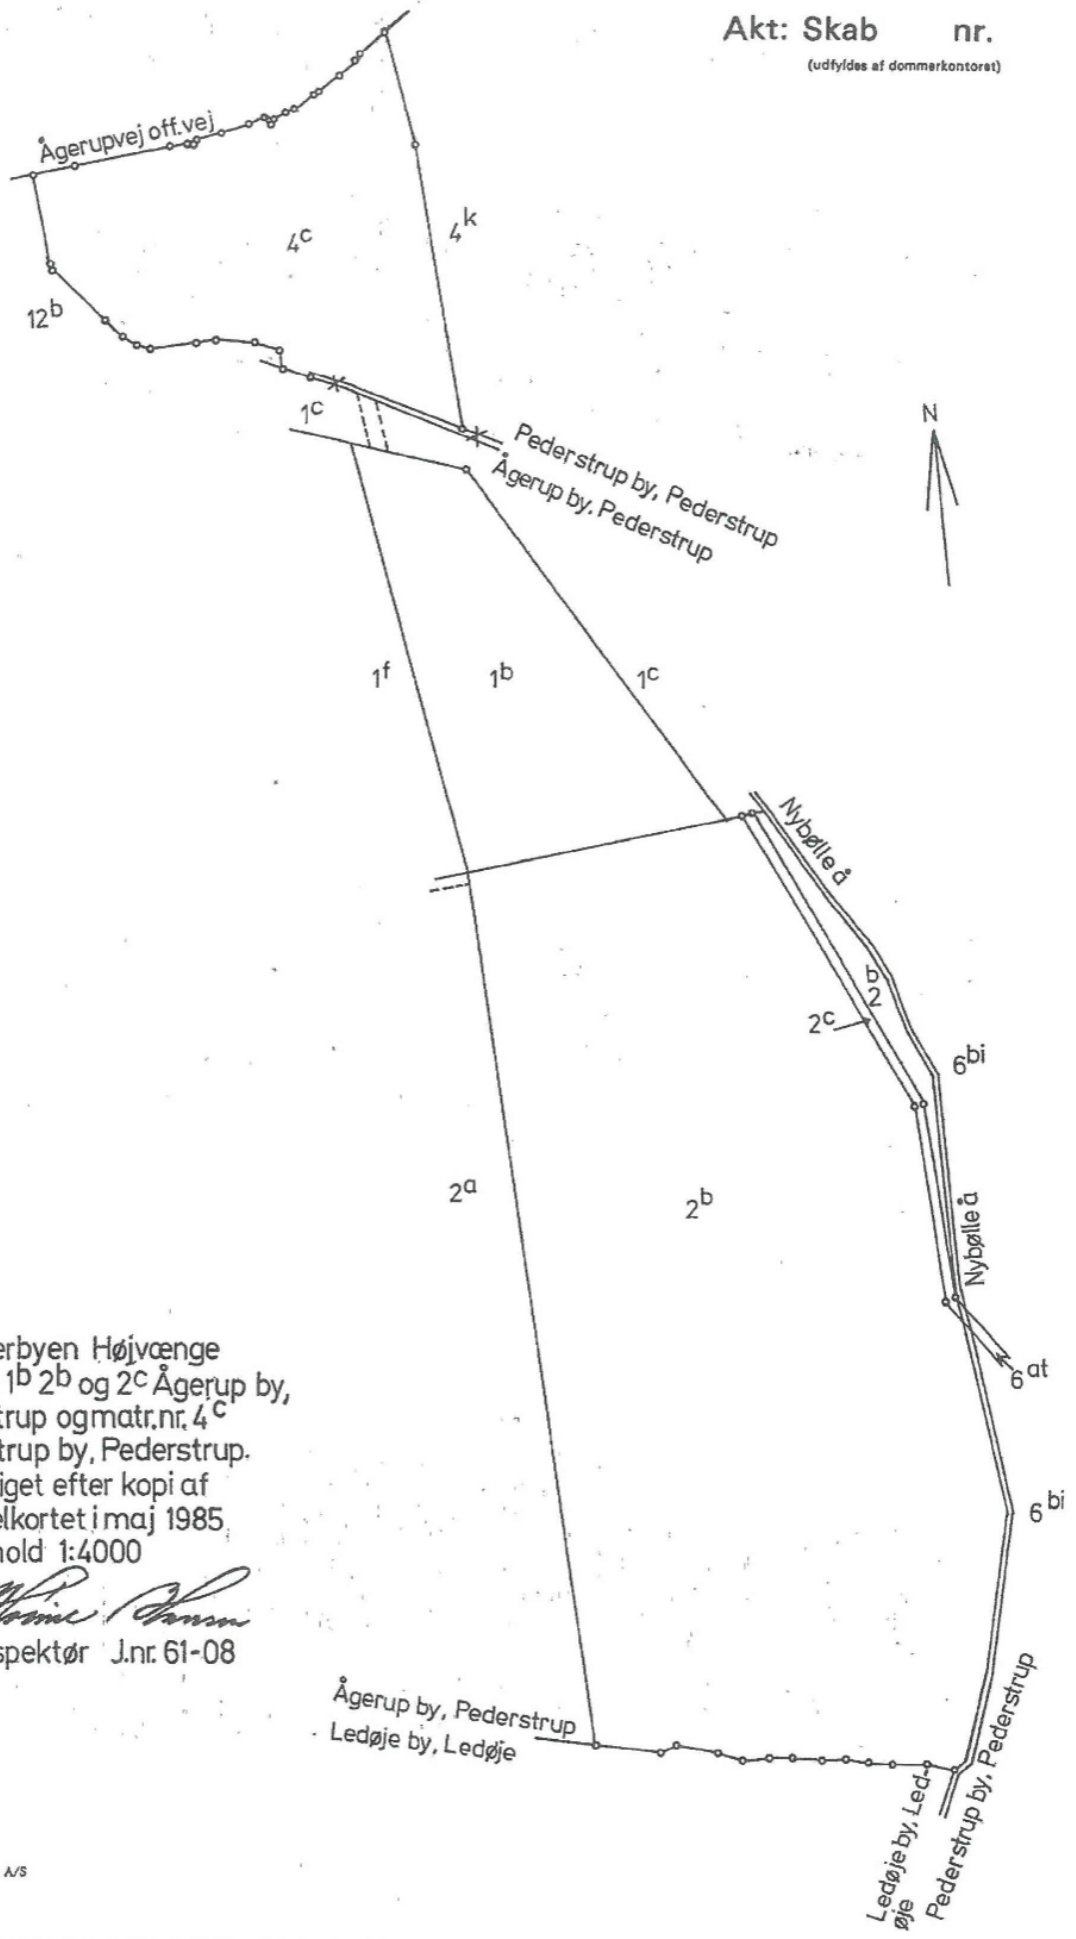 Akt: Skab nr.
(udfyldes af dommerkontoret)
Ågerupvej off.vej
4c
4k
12b
1c
Pederstrup by, Pederstrup
Ågerup by, Pederstrup
N
1f
1b
1c
Nybølle å
b
2
2c
6bi
2a
2b
Nybølle å
6at
6bi
erbyen Højvænge
1b 2b og 2c Ågerup by,
trup og matr.nr. 4c
trup by, Pederstrup.
iget efter kopi af
elkortet i maj 1985
hold 1:4000
spektør J.nr. 61-08
Ågerup by, Pederstrup
Ledøje by, Ledøje
Ledøje by, Led-
øje
Pederstrup by, Pederstrup
A/S